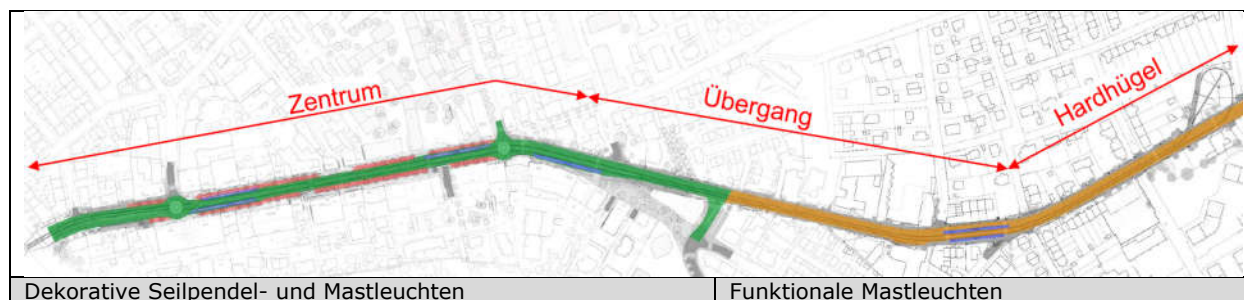 Zentrum
Übergang
Hardhügel
Dekorative Seilpendel- und Mastleuchten
Funktionale Mastleuchten